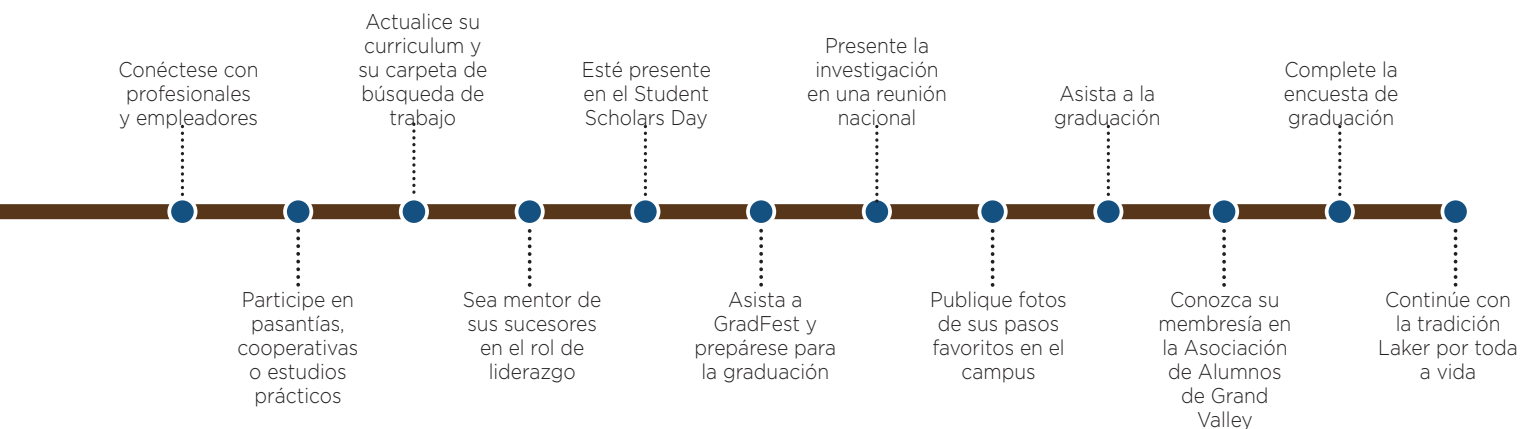 Conéctese con
profesionales
y empleadores
Participe en
pasantías,
cooperativas
o estudios
prácticos
Actualice su
curriculum y
su carpeta de
búsqueda de
trabajo
Sea mentor de
sus sucesores
en el rol de
liderazgo
Esté presente
en el Student
Scholars Day
Asista a
GradFest y
prepárese para
la graduación
Presente la
investigación
en una reunión
nacional
Publique fotos
de sus pasos
favoritos en el
campus
Asista a la
graduación
Conozca su
membresía en
la Asociación
de Alumnos
de Grand
Valley
Complete la
encuesta de
graduación
Continúe con
la tradición
Laker por toda
a vida